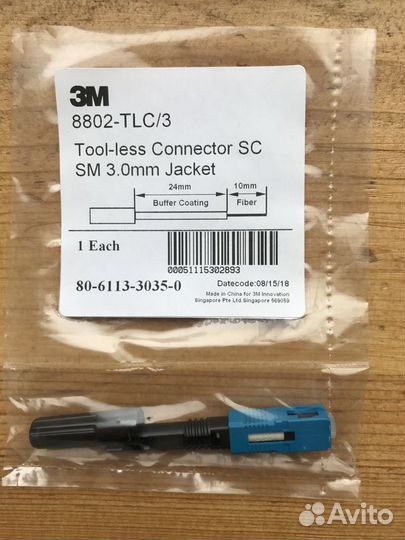 3M
8802-TLC/3
Tool-less Connector SC
SM 3.0mm Jacket
24mm 10mm
Buffer Coating Fiber
1 Each
00051115302893
80-6113-3035-0
Datecode:08/15/18
Made in China for 3M Innovation
Singapore Pte Ltd.Singapore 569059
Avito